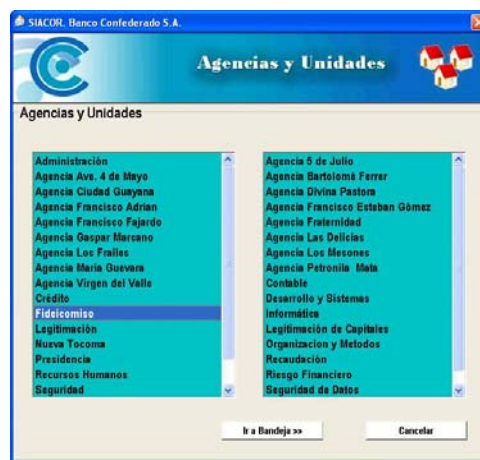 SIACOR, Banco Confederado S.A.
Agencias y Unidades
Agencias y Unidades
Administración
Agencia Ave. 4 de Mayo
Agencia Ciudad Guayana
Agencia Francisco Adrian
Agencia Francisco Fajardo
Agencia Gaspar Marcano
Agencia Los Frailes
Agencia María Guevara
Agencia Virgen del Valle
Crédito
Fideicomiso
Legitimación
Nueva Tocoma
Presidencia
Recursos Humanos
Seguridad
Agencia 5 de Julio
Agencia Bartolomé Ferrer
Agencia Divina Pastora
Agencia Francisco Esteban Gómez
Agencia Fraternidad
Agencia Las Delicias
Agencia Los Mesones
Agencia Petronila Mata
Contable
Desarrollo y Sistemas
Informática
Legitimación de Capitales
Organizacion y Metodos
Recaudación
Riesgo Financiero
Seguridad de Datos
Ir a Bandeja >>
Cancelar